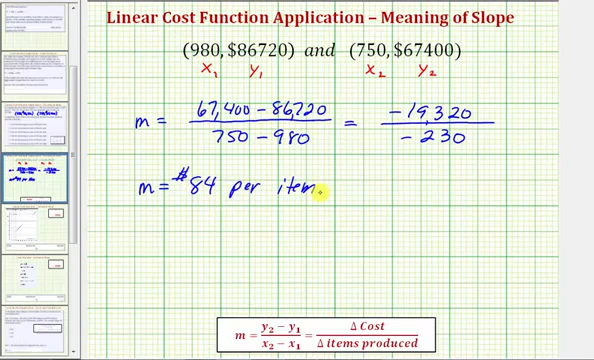 Linear Cost Function Application – Meaning of Slope
(980, $86720) and (750, $67400)
x₁ y₁ x₂ y₂
m = (67,400 − 86,720) / (750 − 980) = (−19,320) / (−230)
m = $84 per item
m = (y₂ − y₁) / (x₂ − x₁) = (Δ Cost) / (Δ items produced)